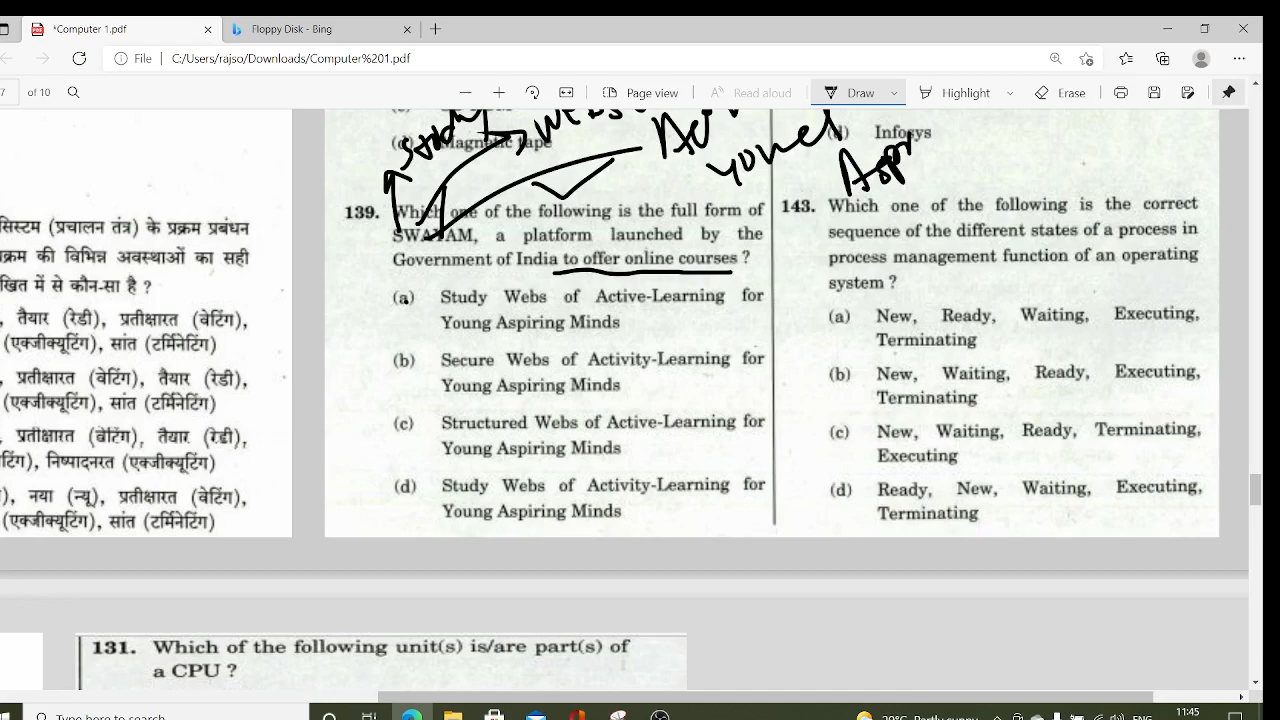 *Computer 1.pdf
Floppy Disk - Bing
File
C:/Users/rajso/Downloads/Computer%201.pdf
7 of 10
Page view
Read aloud
Draw
Highlight
Erase
Study
Magnetic tape
139. Which one of the following is the full form of SWAYAM, a platform launched by the
Government of India to offer online courses ?
(a) Study Webs of Active-Learning for
Young Aspiring Minds
(b) Secure Webs of Activity-Learning for
Young Aspiring Minds
(c) Structured Webs of Active-Learning for
Young Aspiring Minds
(d) Study Webs of Activity-Learning for
Young Aspiring Minds
Infosys
143. Which one of the following is the correct
sequence of the different states of a process in
process management function of an operating
system ?
(a) New, Ready, Waiting, Executing,
Terminating
(b) New, Waiting, Ready, Executing,
Terminating
(c) New, Waiting, Ready, Terminating,
Executing
(d) Ready, New, Waiting, Executing,
Terminating
सिस्टम (प्रचालन तंत्र) के प्रक्रम प्रबंधन
क्रम की विभिन्न अवस्थाओं का सही
खित में से कौन-सा है ?
, तैयार (रेडी), प्रतीक्षारत (वेटिंग),
(एक्जीक्यूटिंग), सांत (टर्मिनेटिंग)
, प्रतीक्षारत (वेटिंग), तैयार (रेडी),
(एक्जीक्यूटिंग), सांत (टर्मिनेटिंग)
, प्रतीक्षारत (वेटिंग), तैयार (रेडी),
टिंग), निष्पादनरत (एक्जीक्यूटिंग)
), नया (न्यू), प्रतीक्षारत (वेटिंग),
(एक्जीक्यूटिंग), सांत (टर्मिनेटिंग)
131. Which of the following unit(s) is/are part(s) of
a CPU ?
Type here to search
Partly sunny
ENG
11:45